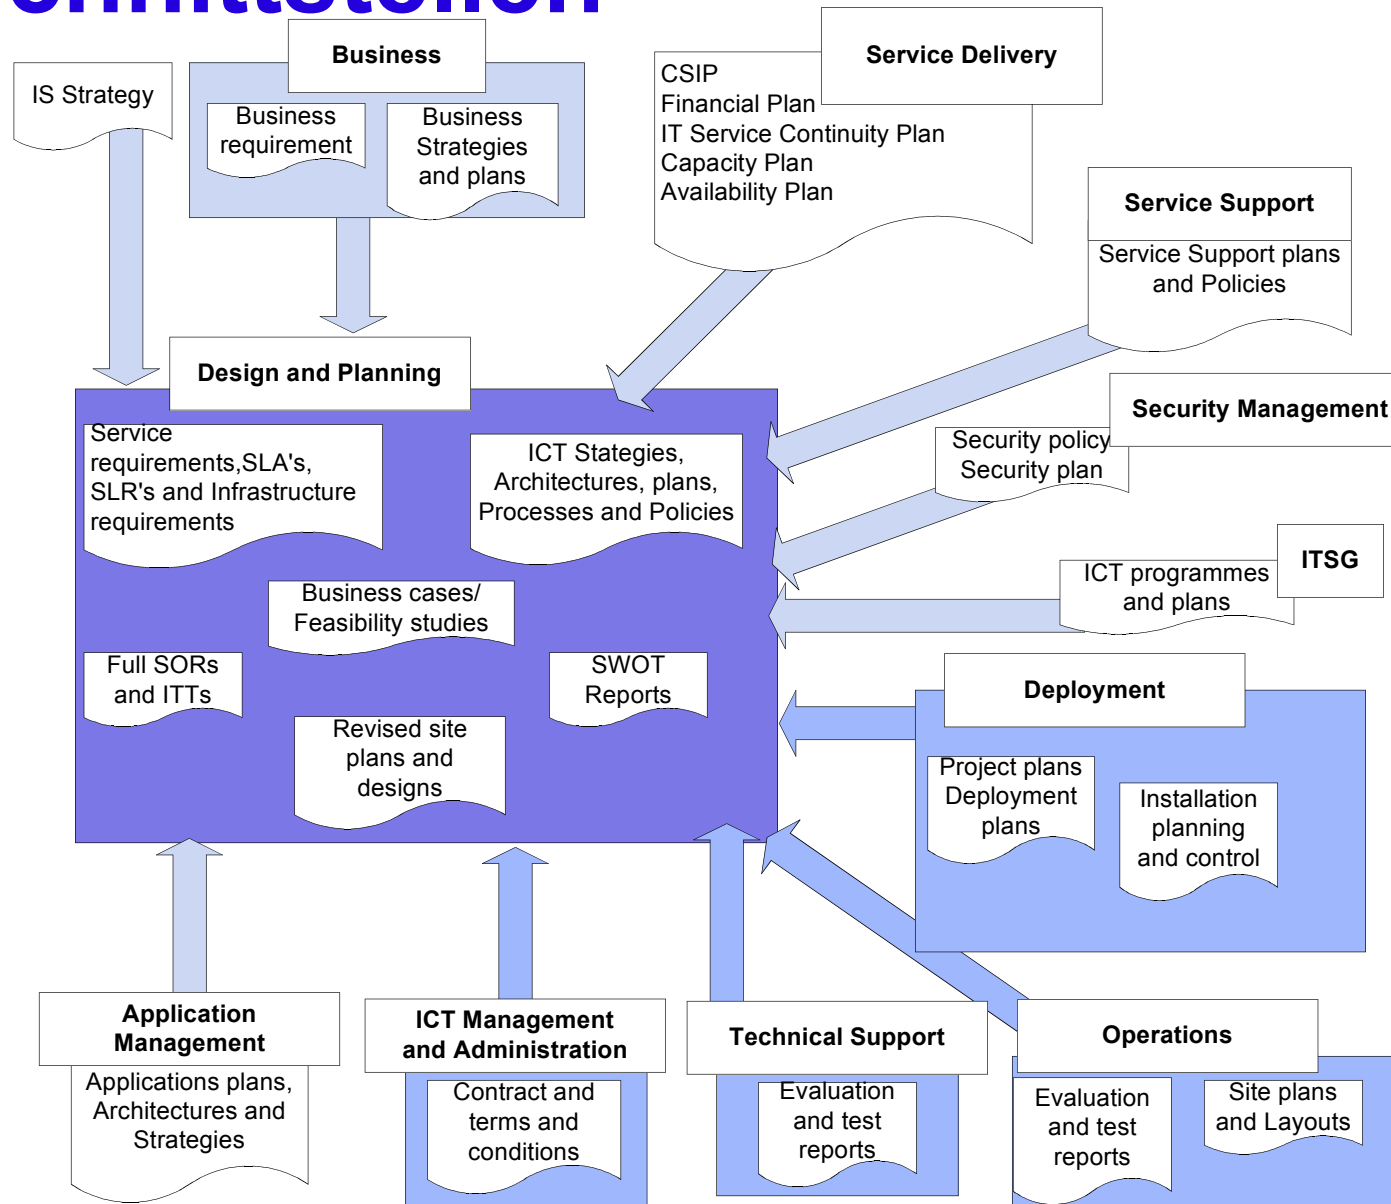 Business
Service Delivery
IS Strategy
Business
requirement
Business
Strategies
and plans
CSIP
Financial Plan
IT Service Continuity Plan
Capacity Plan
Availability Plan
Service Support
Service Support plans
and Policies
Design and Planning
Security Management
Security policy
Security plan
Service
requirements,SLA's,
SLR's and Infrastructure
requirements
ICT Stategies,
Architectures, plans,
Processes and Policies
ITSG
ICT programmes
and plans
Business cases/
Feasibility studies
Full SORs
and ITTs
SWOT
Reports
Deployment
Revised site
plans and
designs
Project plans
Deployment
plans
Installation
planning
and control
Application
Management
ICT Management
and Administration
Technical Support
Operations
Applications plans,
Architectures and
Strategies
Contract and
terms and
conditions
Evaluation
and test
reports
Evaluation
and test
reports
Site plans
and Layouts